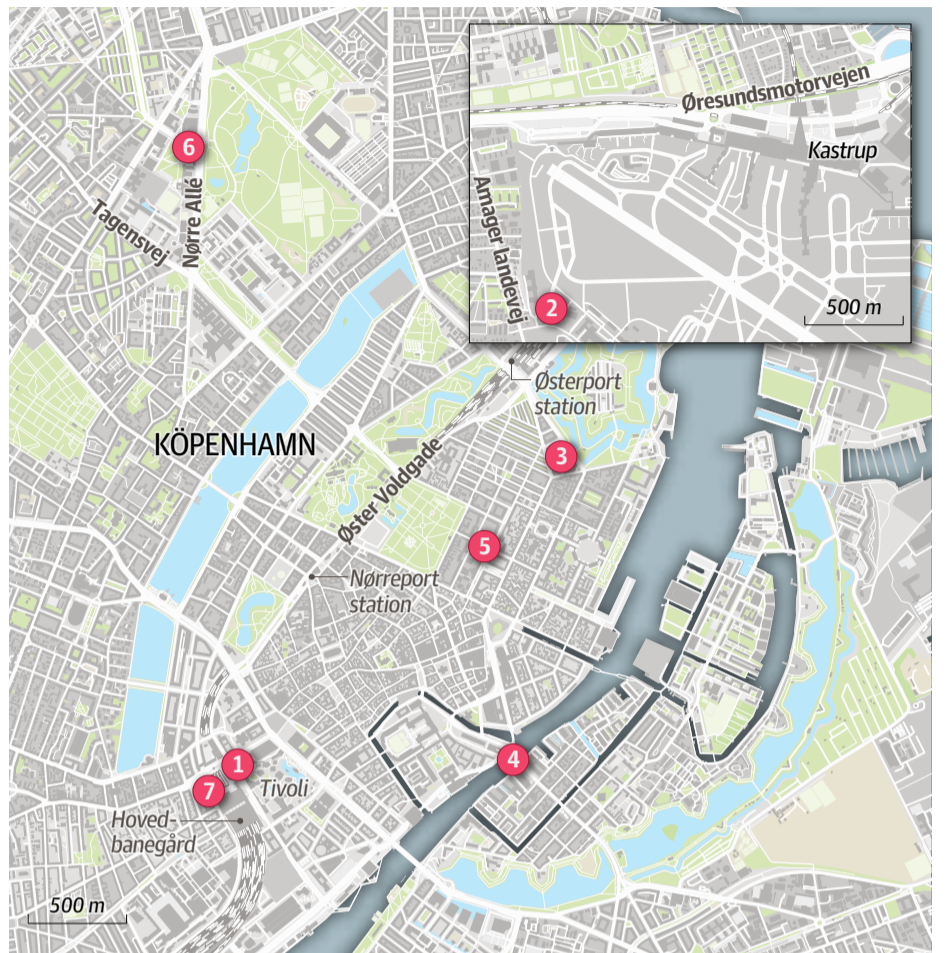 Øresundsmotorvejen
Kastrup
Amager landevej
2
500 m
6
Nørre Allé
Tagensvej
Østerport
station
KÖPENHAMN
3
Øster Voldgade
5
Nørreport
station
4
1
Tivoli
7
Hoved-
banegård
500 m